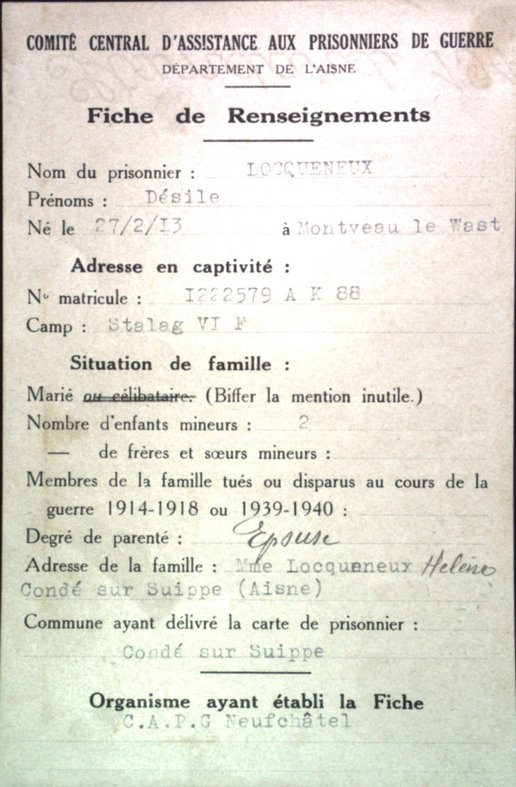 COMITÉ CENTRAL D'ASSISTANCE AUX PRISONNIERS DE GUERRE
DÉPARTEMENT DE L'AISNE
Fiche de Renseignements
Nom du prisonnier : LOCQUENEUX
Prénoms : Désile
Né le 27/2/I3 à Montveau le Wast
Adresse en captivité :
No matricule : I222579 A K 88
Camp : Stalag VI F
Situation de famille :
Marié ou célibataire. (Biffer la mention inutile.)
Nombre d'enfants mineurs : 2
— de frères et sœurs mineurs :
Membres de la famille tués ou disparus au cours de la
guerre 1914-1918 ou 1939-1940 :
Degré de parenté : Epouse
Adresse de la famille : Mme Locqueneux Helène
Condé sur Suippe (Aisne)
Commune ayant délivré la carte de prisonnier :
Condé sur Suippe
Organisme ayant établi la Fiche
C.A.P.G Neufchâtel